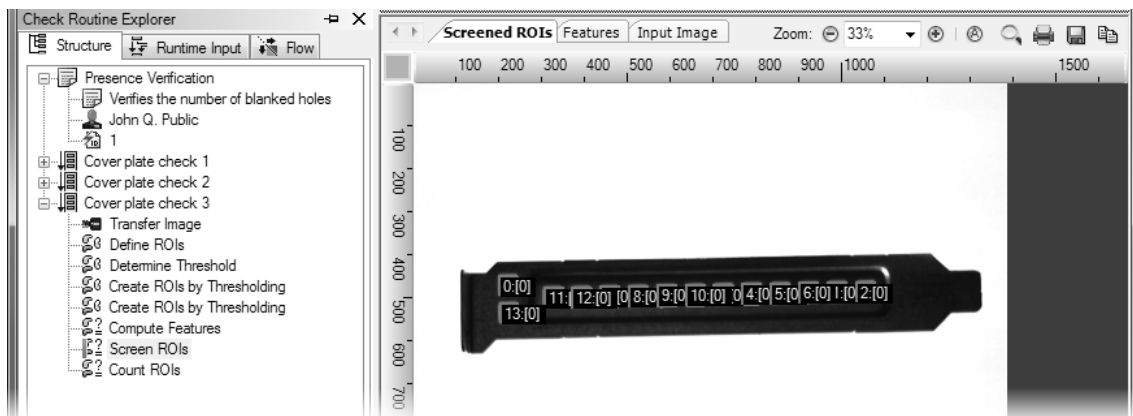 Check Routine Explorer
Structure Runtime Input Flow
Presence Verification
Verifies the number of blanked holes
John Q. Public
1
Cover plate check 1
Cover plate check 2
Cover plate check 3
Transfer Image
Define ROIs
Determine Threshold
Create ROIs by Thresholding
Create ROIs by Thresholding
Compute Features
Screen ROIs
Count ROIs
Screened ROIs Features Input Image Zoom: 33%
100 200 300 400 500 600 700 800 900 1000 1500
100
200
300
400
500
600
700
0:[0]
11:[ 12:[0] [0 8:[0 9:[0 10:[0] :0 4:[0 5:[0 6:[0] 1:[0 2:[0]
13:[0]